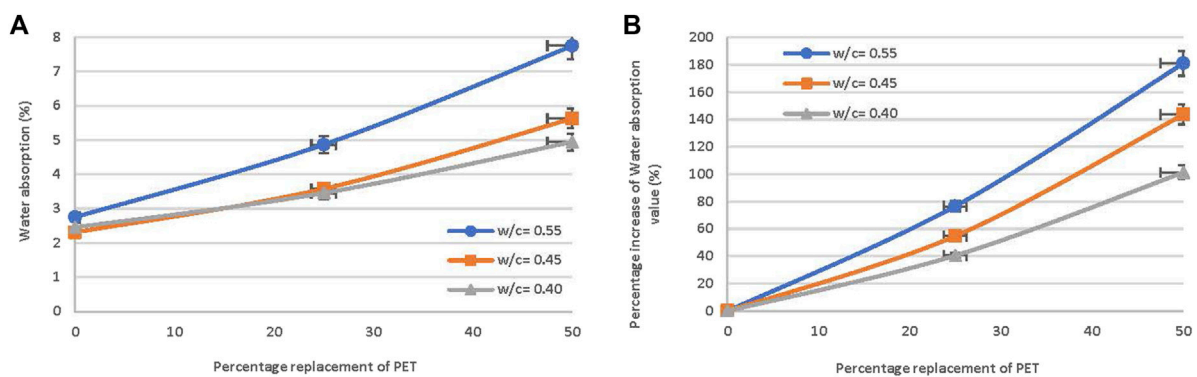 A
8
7
6
5
4
3
2
1
0
Water absorption (%)
w/c= 0.55
w/c= 0.45
w/c= 0.40
0 10 20 30 40 50
Percentage replacement of PET
B
200
180
160
140
120
100
80
60
40
20
0
Percentage increase of Water absorption
value (%)
w/c= 0.55
w/c= 0.45
w/c= 0.40
0 10 20 30 40 50
Percentage replacement of PET